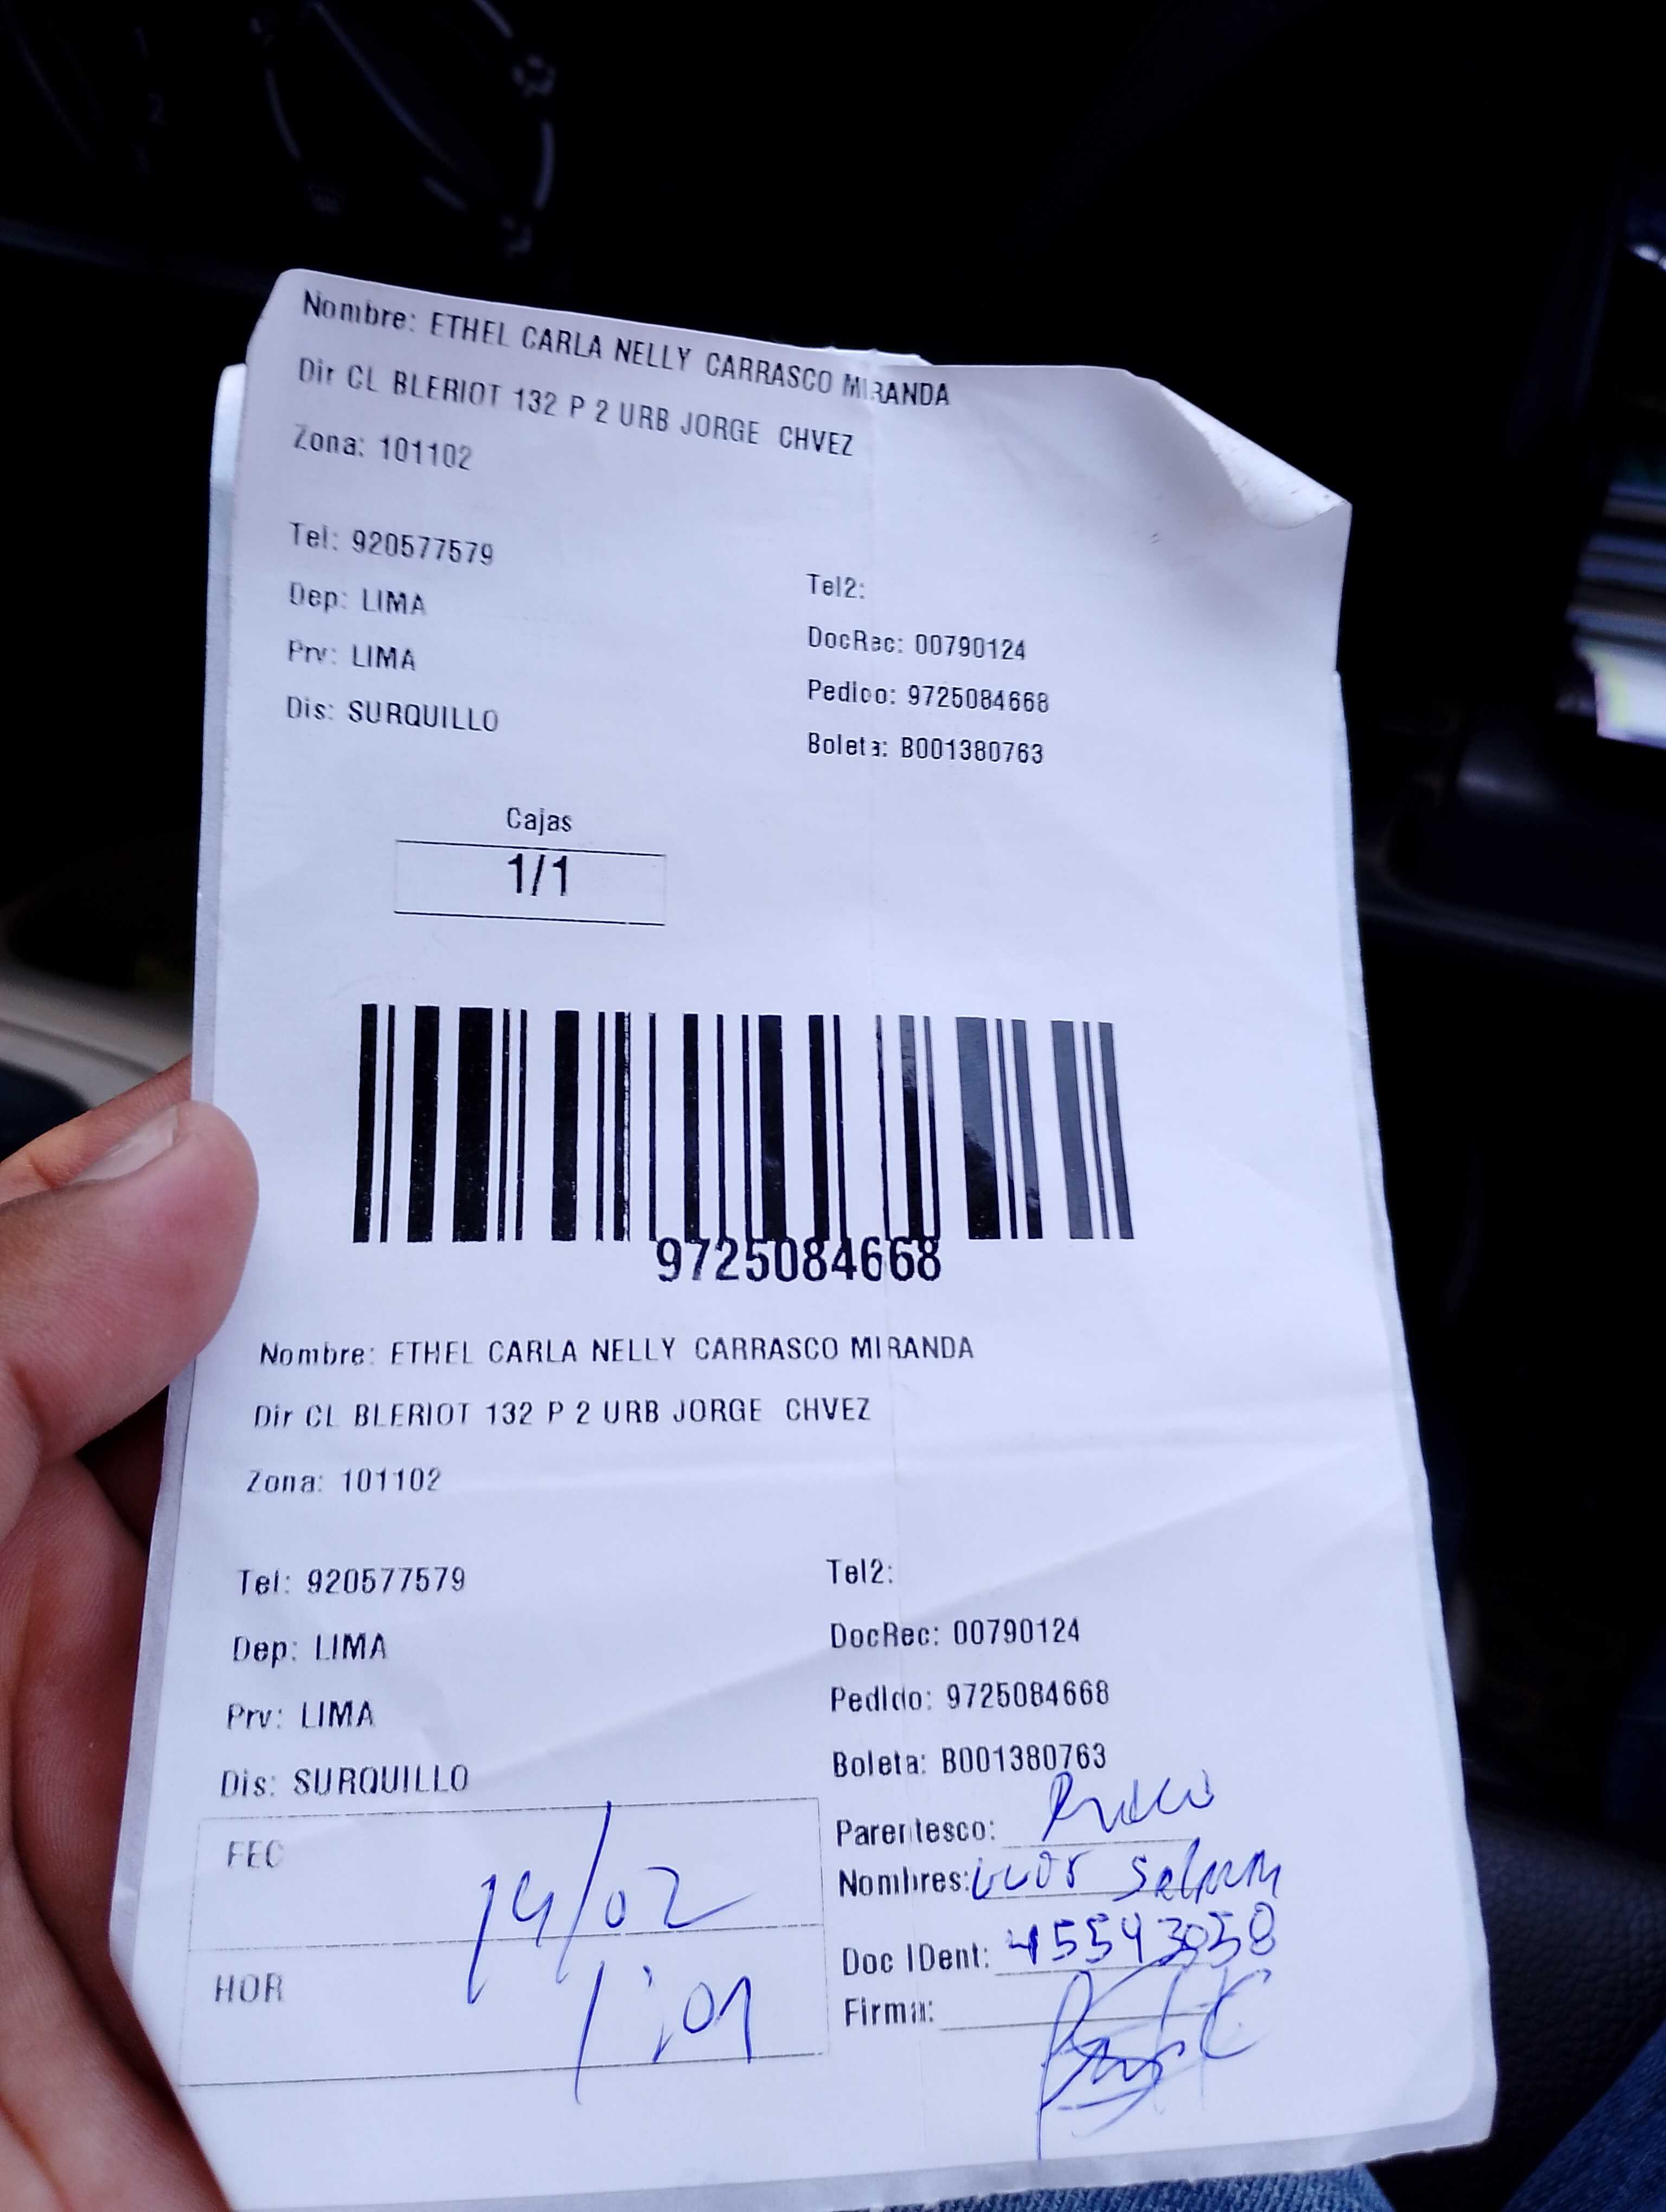 Nombre: ETHEL CARLA NELLY CARRASCO MIRANDA
Dir CL BLERIOT 132 P 2 URB JORGE CHVEZ
Zona: 101102
Tel: 920577579
Tel2:
Dep: LIMA
DocRec: 00790124
Prv: LIMA
Pedido: 9725084668
Dis: SURQUILLO
Boleta: B001380763
Cajas
1/1
9725084668
Nombre: ETHEL CARLA NELLY CARRASCO MIRANDA
Dir CL BLERIOT 132 P 2 URB JORGE CHVEZ
Zona: 101102
Tel: 920577579
Tel2:
Dep: LIMA
DocRec: 00790124
Prv: LIMA
Pedido: 9725084668
Dis: SURQUILLO
Boleta: B001380763
FEC 14/02
Parentesco:
Nombres:
Doc IDent: 45543058
HOR 1:01
Firma: